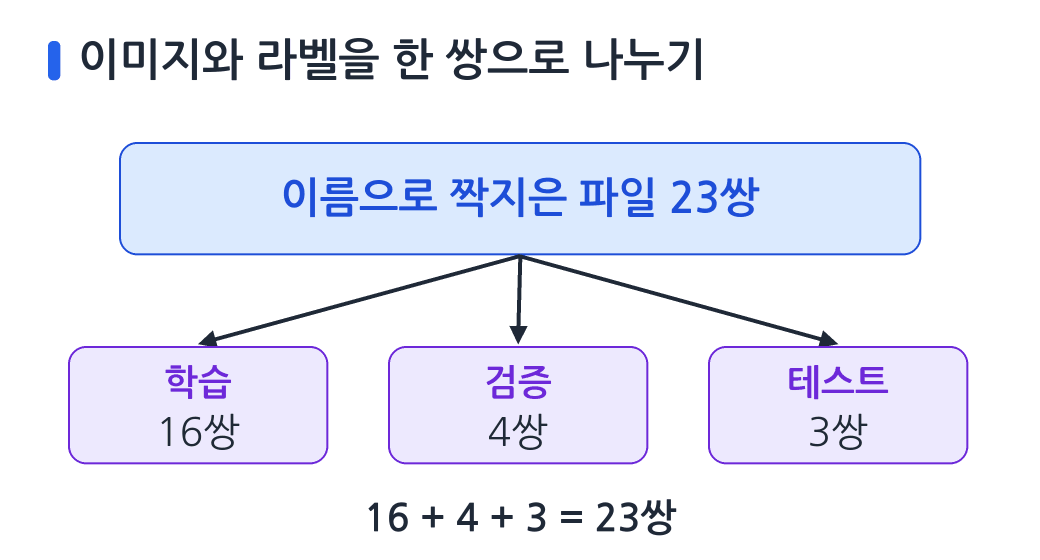 이미지와 라벨을 한 쌍으로 나누기
이름으로 짝지은 파일 23쌍
학습
16쌍
검증
4쌍
테스트
3쌍
16 + 4 + 3 = 23쌍